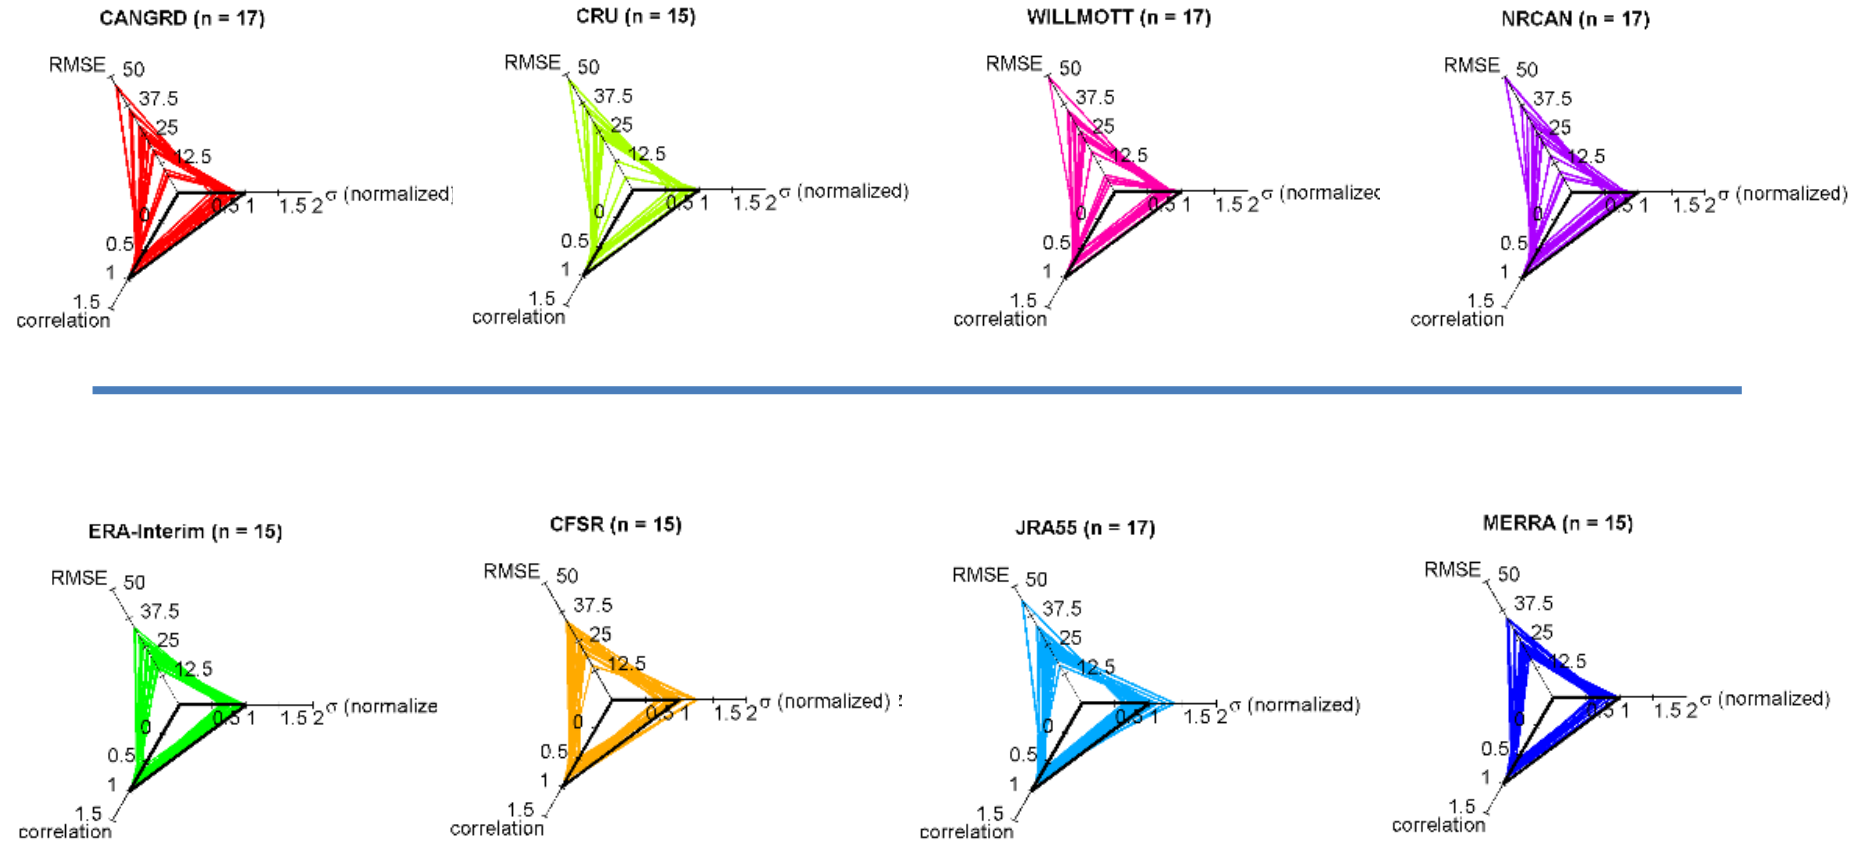 CANGRD (n = 17)
RMSE 50
37.5
25
12.5
σ (normalized)
0.5 1 1.5 2
0
0.5
1
1.5
correlation
CRU (n = 15)
RMSE 50
37.5
25
12.5
σ (normalized)
0.5 1 1.5 2
0
0.5
1
1.5
correlation
WILLMOTT (n = 17)
RMSE 50
37.5
25
12.5
σ (normalizec
0.5 1 1.5 2
0
0.5
1
1.5
correlation
NRCAN (n = 17)
RMSE 50
37.5
25
12.5
σ (normalized)
0.5 1 1.5 2
0
0.5
1
1.5
correlation
ERA-Interim (n = 15)
RMSE 50
37.5
25
12.5
σ (normalize
0.5 1 1.5 2
0
0.5
1
1.5
correlation
CFSR (n = 15)
RMSE 50
37.5
25
12.5
σ (normalized)
0.5 1 1.5 2
0
0.5
1
1.5
correlation
JRA55 (n = 17)
RMSE 50
37.5
25
12.5
σ (normalized)
0.5 1 1.5 2
0
0.5
1
1.5
correlation
MERRA (n = 15)
RMSE 50
37.5
25
12.5
σ (normalized)
0.5 1 1.5 2
0
0.5
1
1.5
correlation